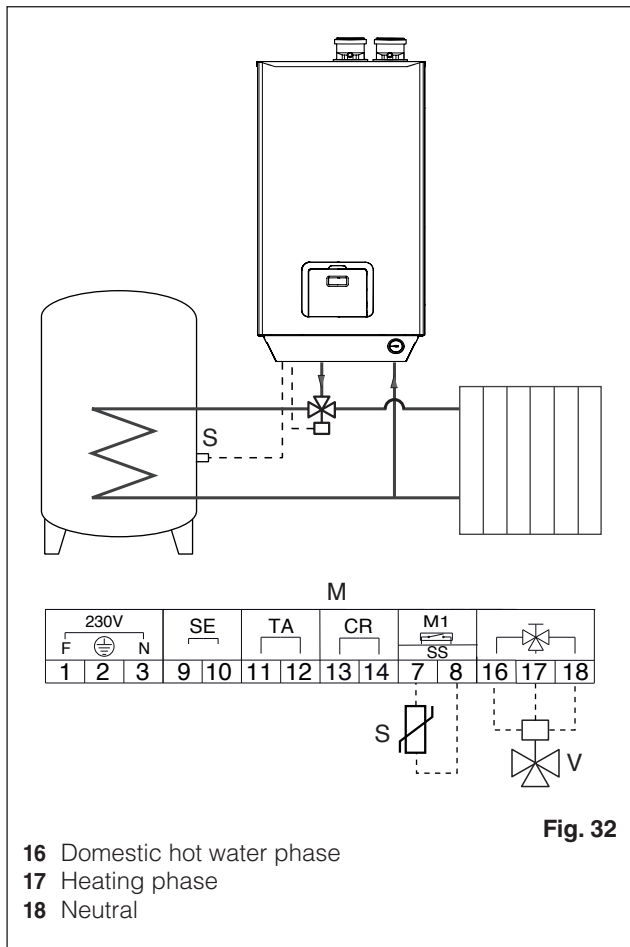 S
M
230V SE TA CR M1
F N SS
1 2 3 9 10 11 12 13 14 7 8 16 17 18
S V
Fig. 32
16 Domestic hot water phase
17 Heating phase
18 Neutral